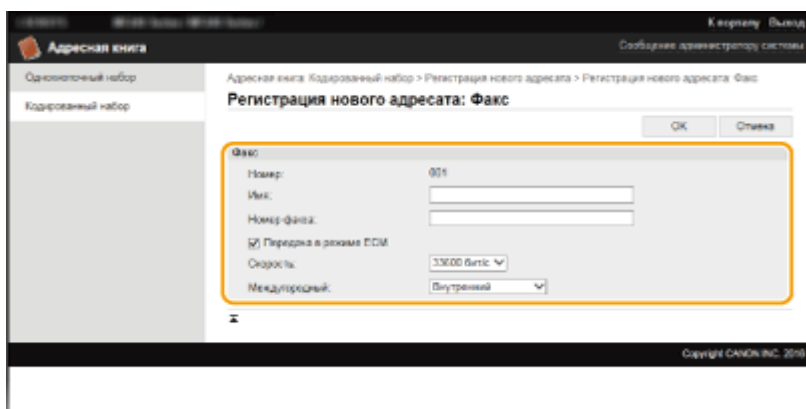 К порталу Выход
Адресная книга
Сообщение администратору системы
Однокнопочный набор
Кодированный набор
Адресная книга: Кодированный набор > Регистрация нового адресата > Регистрация нового адресата: Факс
Регистрация нового адресата: Факс
OK Отмена
Факс
Номер: 001
Имя:
Номер факса:
Передача в режиме ECM
Скорость: 33600 бит/с
Междугородный: Внутренний
Copyright CANON INC. 2016